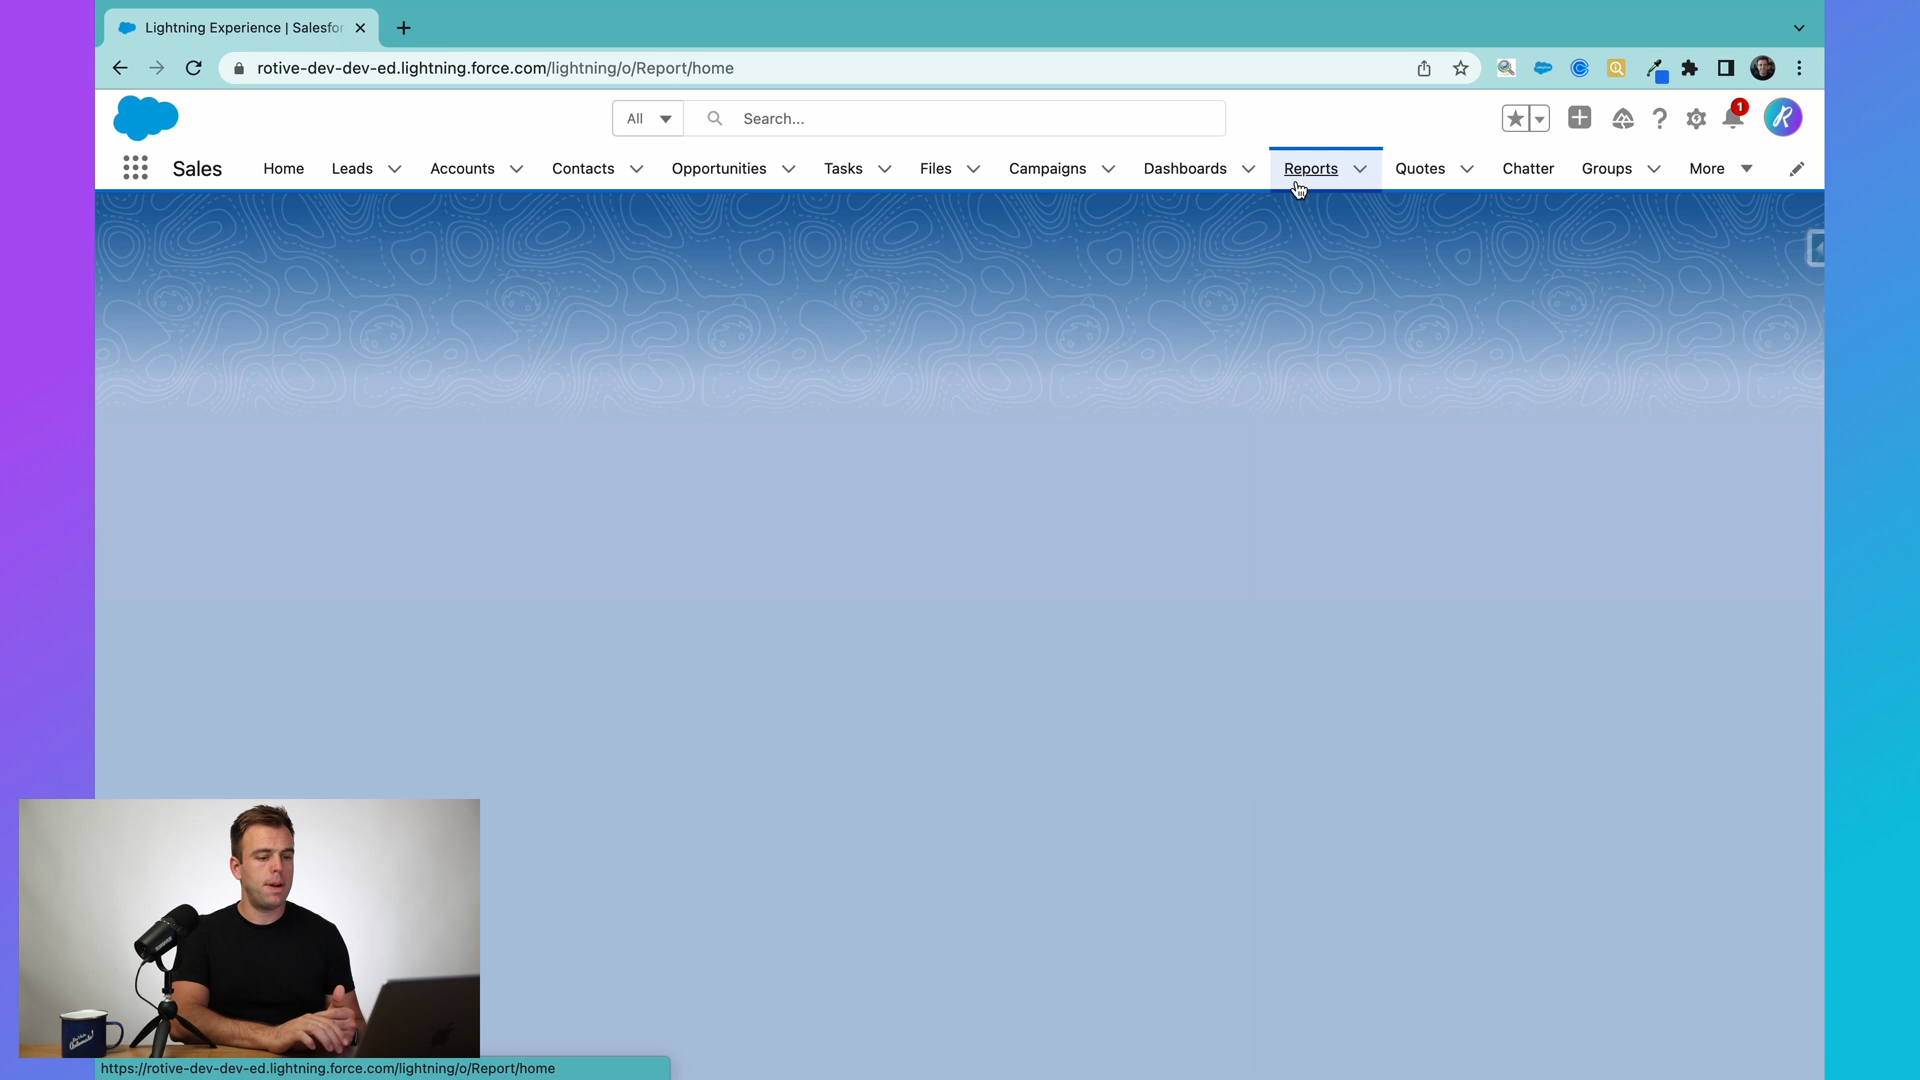 Lightning Experience | Salesfor
rotive-dev-dev-ed.lightning.force.com/lightning/o/Report/home
All
Search...
1
Sales Home Leads Accounts Contacts Opportunities Tasks Files Campaigns Dashboards Reports Quotes Chatter Groups More
https://rotive-dev-dev-ed.lightning.force.com/lightning/o/Report/home